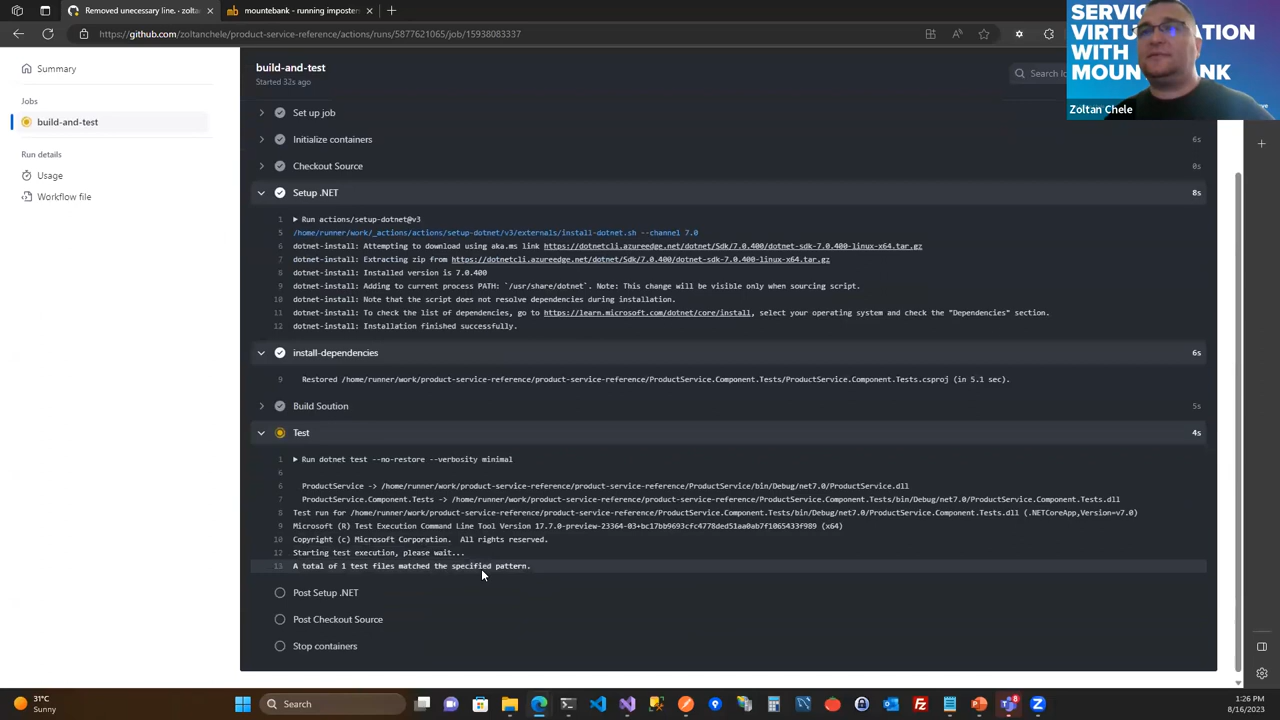 Removed unecessary line. · zolta
mountebank - running imposter
https://github.com/zoltanchele/product-service-reference/actions/runs/5877621083/job/15938083337
SERVIC
VIRTU TION
WITH
MOUN NK
Zoltan Chele
Summary
Jobs
build-and-test
Run details
Usage
Workflow file
build-and-test
Started 32s ago
Search lo
Set up job
Initialize containers 6s
Checkout Source 0s
Setup .NET 8s
1 Run actions/setup-dotnet@v3
5 /home/runner/work/_actions/actions/setup-dotnet/v3/externals/install-dotnet.sh --channel 7.0
6 dotnet-install: Attempting to download using aka.ms link https://dotnetcli.azureedge.net/dotnet/Sdk/7.0.400/dotnet-sdk-7.0.400-linux-x64.tar.gz
7 dotnet-install: Extracting zip from https://dotnetcli.azureedge.net/dotnet/Sdk/7.0.400/dotnet-sdk-7.0.400-linux-x64.tar.gz
8 dotnet-install: Installed version is 7.0.400
9 dotnet-install: Adding to current process PATH: `/usr/share/dotnet`. Note: This change will be visible only when sourcing script.
10 dotnet-install: Note that the script does not resolve dependencies during installation.
11 dotnet-install: To check the list of dependencies, go to https://learn.microsoft.com/dotnet/core/install, select your operating system and check the "Dependencies" section.
12 dotnet-install: Installation finished successfully.
install-dependencies 6s
9 Restored /home/runner/work/product-service-reference/product-service-reference/ProductService.Component.Tests/ProductService.Component.Tests.csproj (in 5.1 sec).
Build Soution 5s
Test 4s
1 Run dotnet test --no-restore --verbosity minimal
6
6 ProductService -> /home/runner/work/product-service-reference/product-service-reference/ProductService/bin/Debug/net7.0/ProductService.dll
7 ProductService.Component.Tests -> /home/runner/work/product-service-reference/product-service-reference/ProductService.Component.Tests/bin/Debug/net7.0/ProductService.Component.Tests.dll
8 Test run for /home/runner/work/product-service-reference/product-service-reference/ProductService.Component.Tests/bin/Debug/net7.0/ProductService.Component.Tests.dll (.NETCoreApp,Version=v7.0)
9 Microsoft (R) Test Execution Command Line Tool Version 17.7.0-preview-23364-03+bc17bb9693cfc4778ded51aa0ab7f1065433f989 (x64)
10 Copyright (c) Microsoft Corporation. All rights reserved.
12 Starting test execution, please wait...
13 A total of 1 test files matched the specified pattern.
Post Setup .NET
Post Checkout Source
Stop containers
31°C
Sunny
Search
1:26 PM
8/16/2023